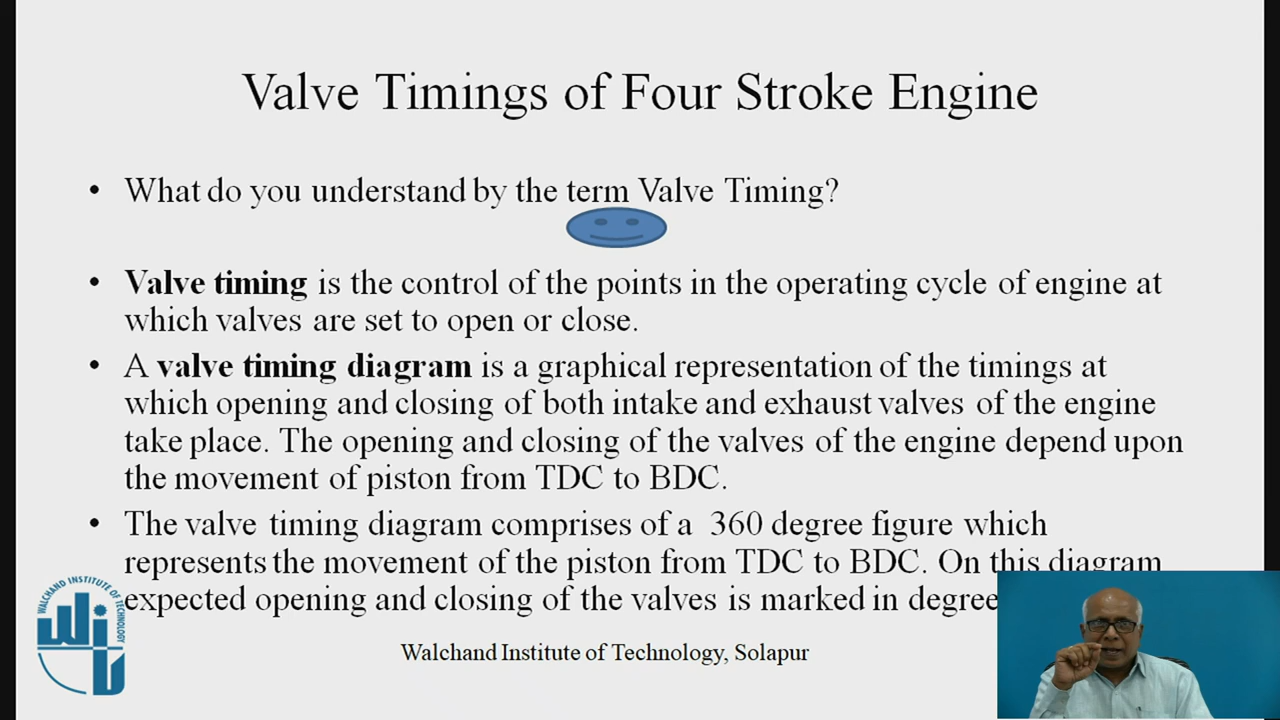 Valve Timings of Four Stroke Engine
• What do you understand by the term Valve Timing?
• Valve timing is the control of the points in the operating cycle of engine at
which valves are set to open or close.
• A valve timing diagram is a graphical representation of the timings at
which opening and closing of both intake and exhaust valves of the engine
take place. The opening and closing of the valves of the engine depend upon
the movement of piston from TDC to BDC.
• The valve timing diagram comprises of a 360 degree figure which
represents the movement of the piston from TDC to BDC. On this diagram
expected opening and closing of the valves is marked in degree
WALCHAND INSTITUTE OF TECHNOLOGY
WIT
Walchand Institute of Technology, Solapur